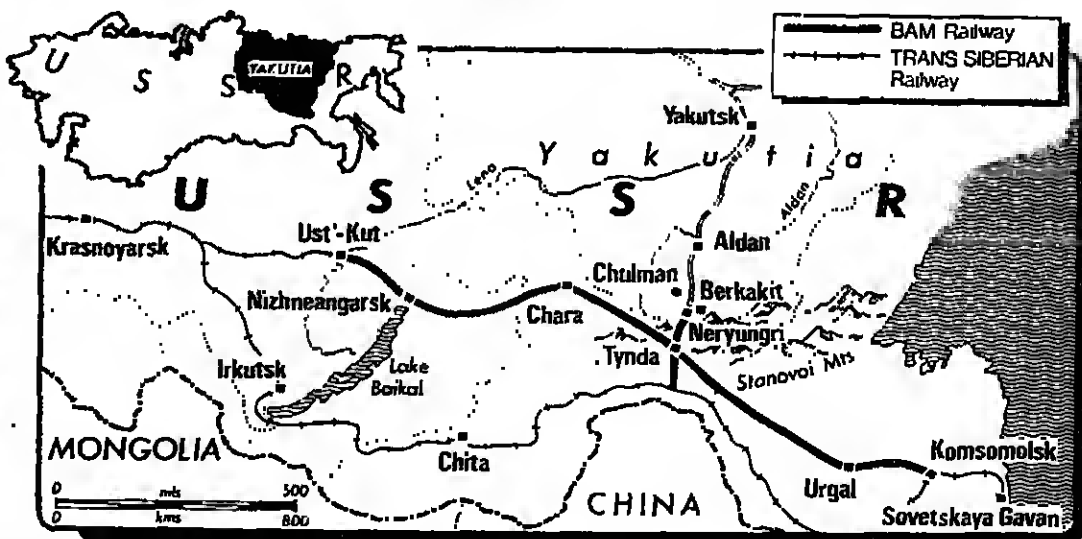 BAM Railway
TRANS SIBERIAN
Railway
U S S R
YAKUTIA
Yakutsk
Yakutia
U S S R
Lena
Aldan
Krasnoyarsk
Ust'-Kut
Aldan
Chulman
Nizhneangarsk
Berkakit
Chara
Neryungri
Tynda
Irkutsk
Lake
Baikal
Stanovoi Mts
MONGOLIA
Chita
Komsomolsk
Urgal
CHINA
Sovetskaya Gavan
0 mls 500
0 kms 800